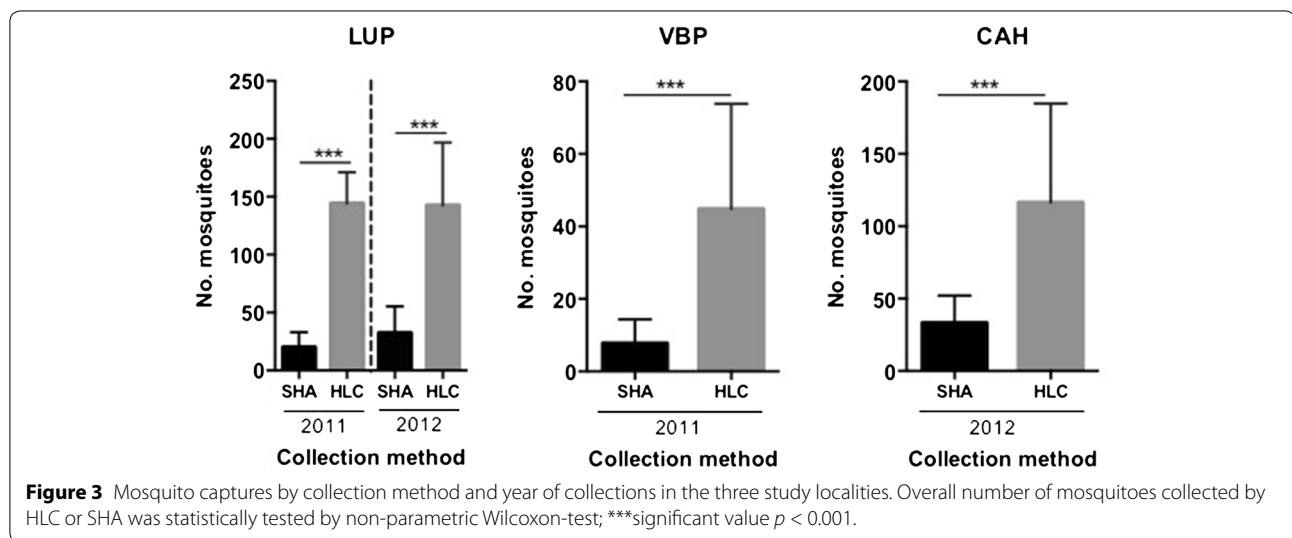 LUP
VBP
CAH
No. mosquitoes
250
200
150
100
50
0
***
***
SHA HLC SHA HLC
2011 2012
Collection method
No. mosquitoes
80
60
40
20
0
***
SHA HLC
2011
Collection method
No. mosquitoes
200
150
100
50
0
***
SHA HLC
2012
Collection method
Figure 3 Mosquito captures by collection method and year of collections in the three study localities. Overall number of mosquitoes collected by
HLC or SHA was statistically tested by non-parametric Wilcoxon-test; ***significant value p < 0.001.